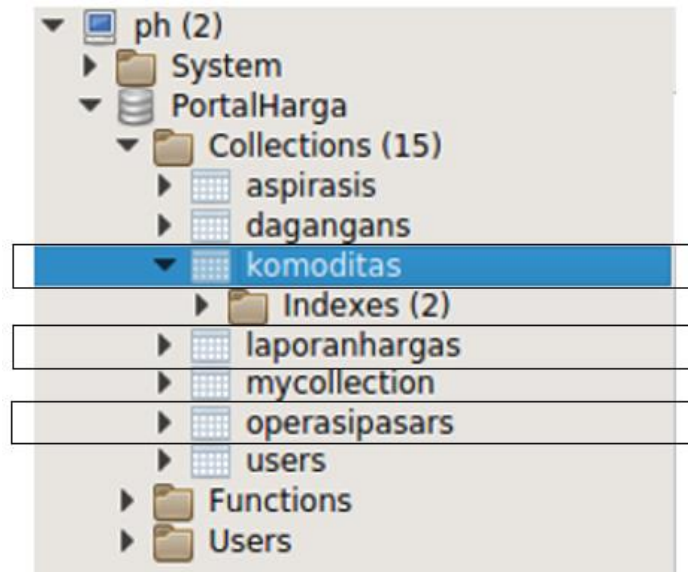 ph (2)
System
PortalHarga
Collections (15)
aspirasis
dagangans
komoditas
Indexes (2)
laporanhargas
mycollection
operasipasars
users
Functions
Users